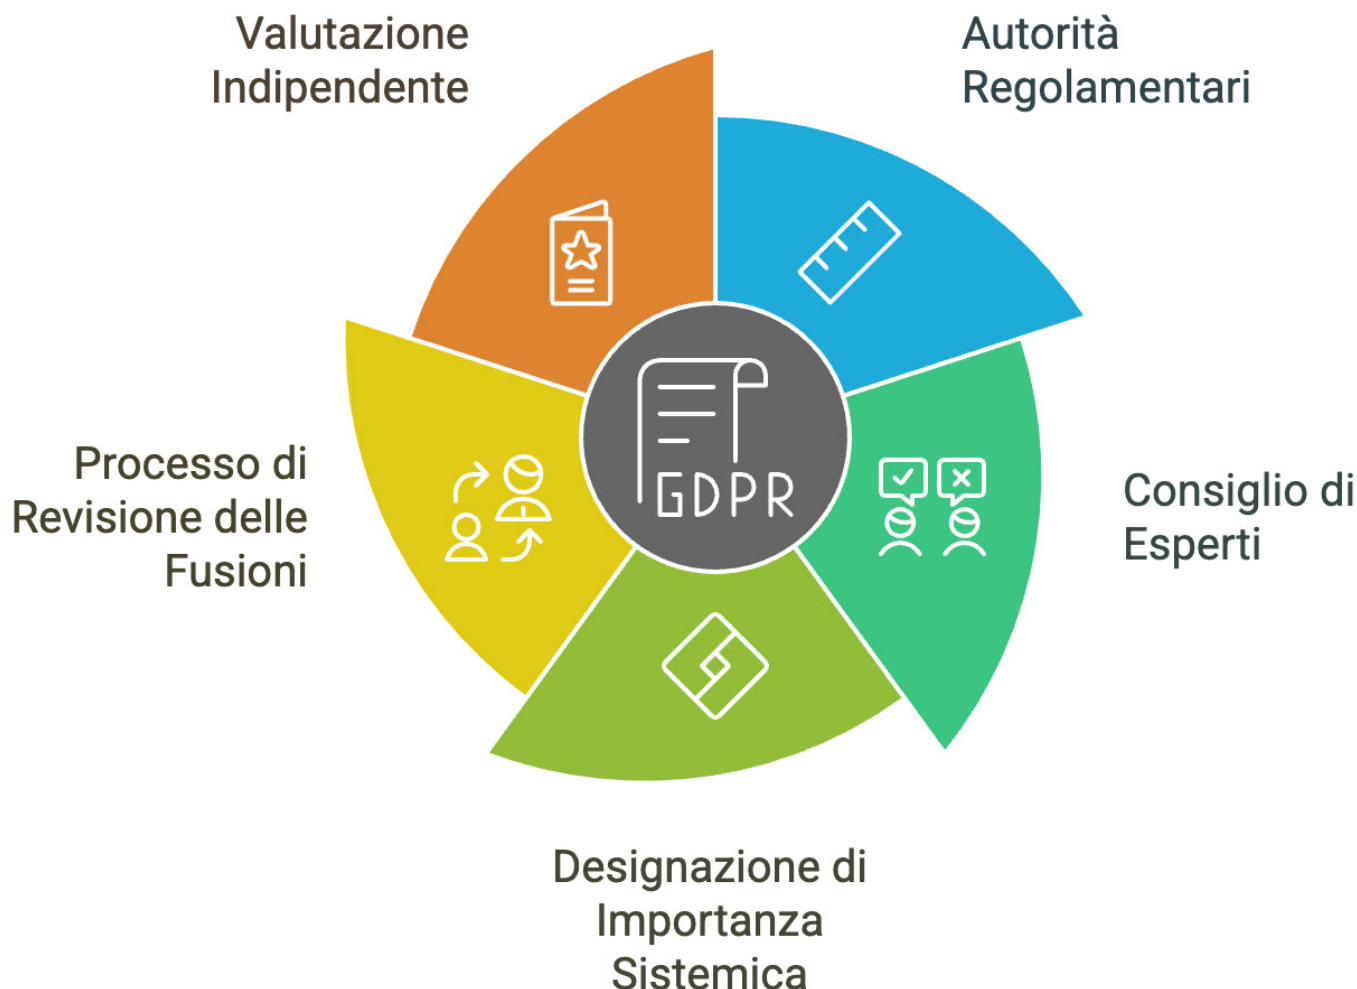 Valutazione
Indipendente
Autorità
Regolamentari
GDPR
Processo di
Revisione delle
Fusioni
Consiglio di
Esperti
Designazione di
Importanza
Sistemica